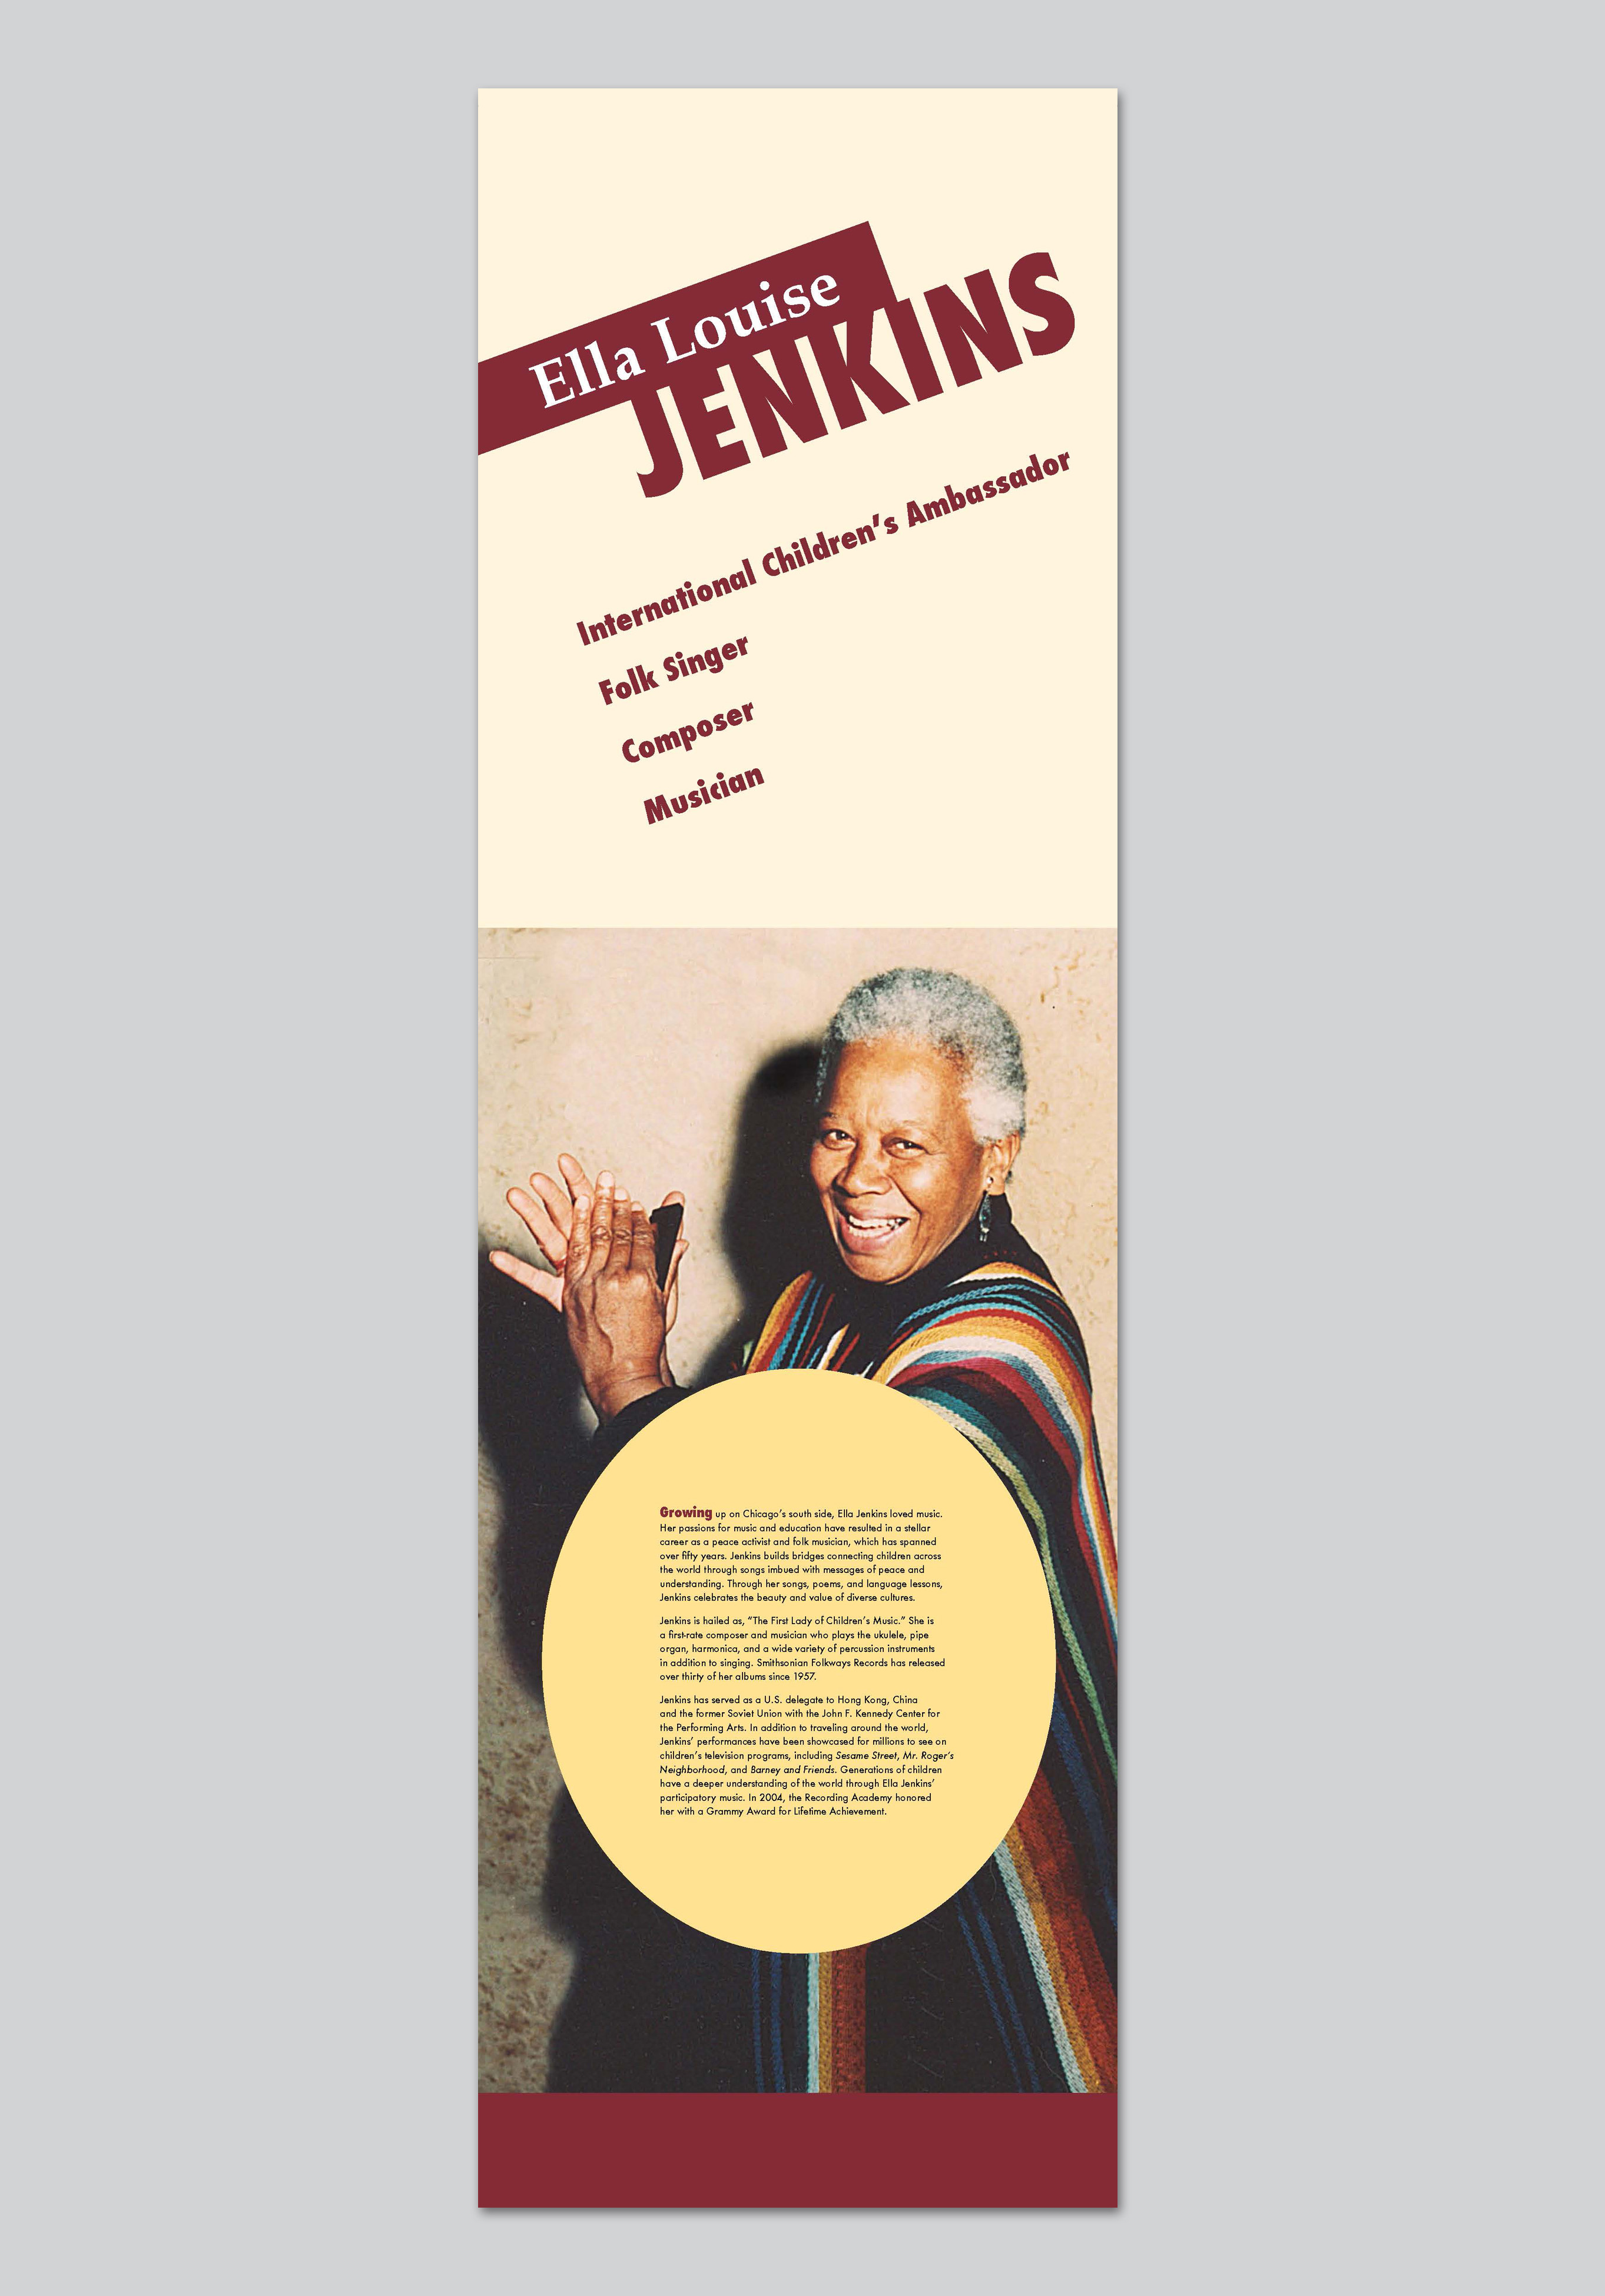 Ella Louise
JENKINS
International Children’s Ambassador
Folk Singer
Composer
Musician
Growing up on Chicago’s south side, Ella Jenkins loved music.
Her passions for music and education have resulted in a stellar
career as a peace activist and folk musician, which has spanned
over fifty years. Jenkins builds bridges connecting children across
the world through songs imbued with messages of peace and
understanding. Through her songs, poems, and language lessons,
Jenkins celebrates the beauty and value of diverse cultures.
Jenkins is hailed as, “The First Lady of Children’s Music.” She is
a first-rate composer and musician who plays the ukulele, pipe
organ, harmonica, and a wide variety of percussion instruments
in addition to singing. Smithsonian Folkways Records has released
over thirty of her albums since 1957.
Jenkins has served as a U.S. delegate to Hong Kong, China
and the former Soviet Union with the John F. Kennedy Center for
the Performing Arts. In addition to traveling around the world,
Jenkins’ performances have been showcased for millions to see on
children’s television programs, including Sesame Street, Mr. Roger’s
Neighborhood, and Barney and Friends. Generations of children
have a deeper understanding of the world through Ella Jenkins’
participatory music. In 2004, the Recording Academy honored
her with a Grammy Award for Lifetime Achievement.